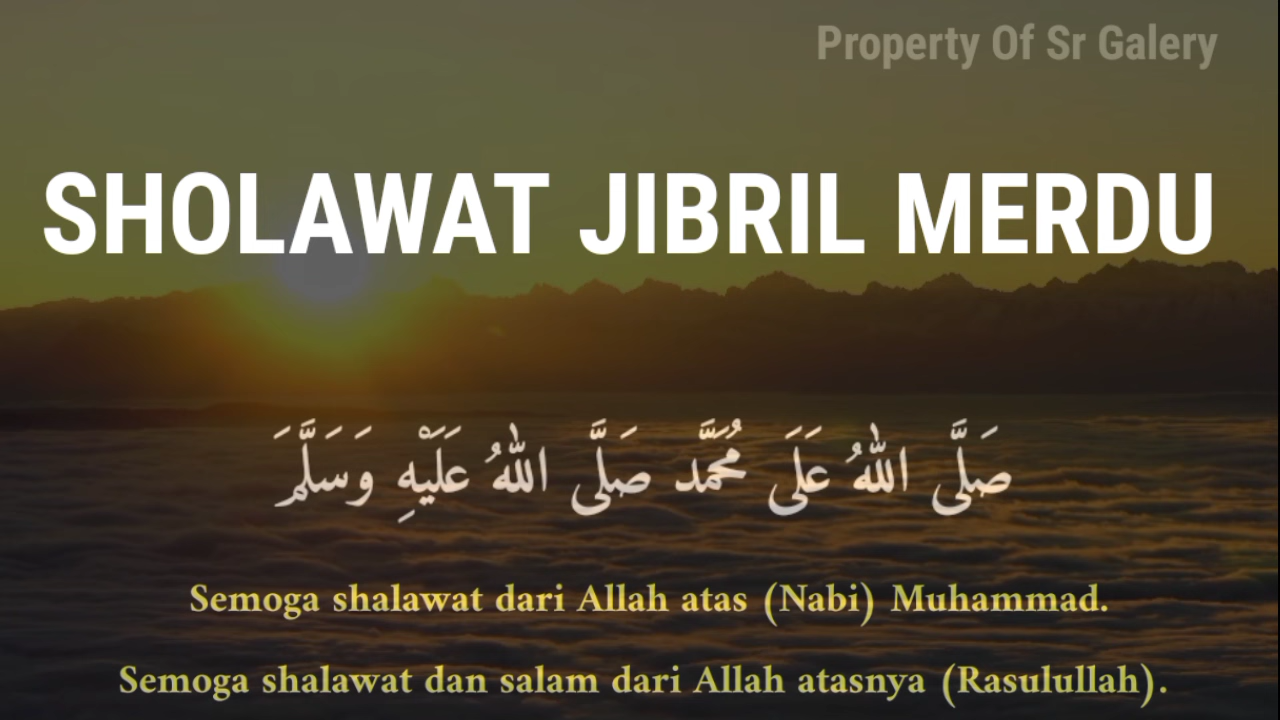 Property Of Sr Galery
SHOLAWAT JIBRIL MERDU
صَلَّى اللهُ عَلَى مُحَمَّد صَلَّى اللهُ عَلَيْهِ وَسَلَّمَ
Semoga shalawat dari Allah atas (Nabi) Muhammad.
Semoga shalawat dan salam dari Allah atasnya (Rasulullah).